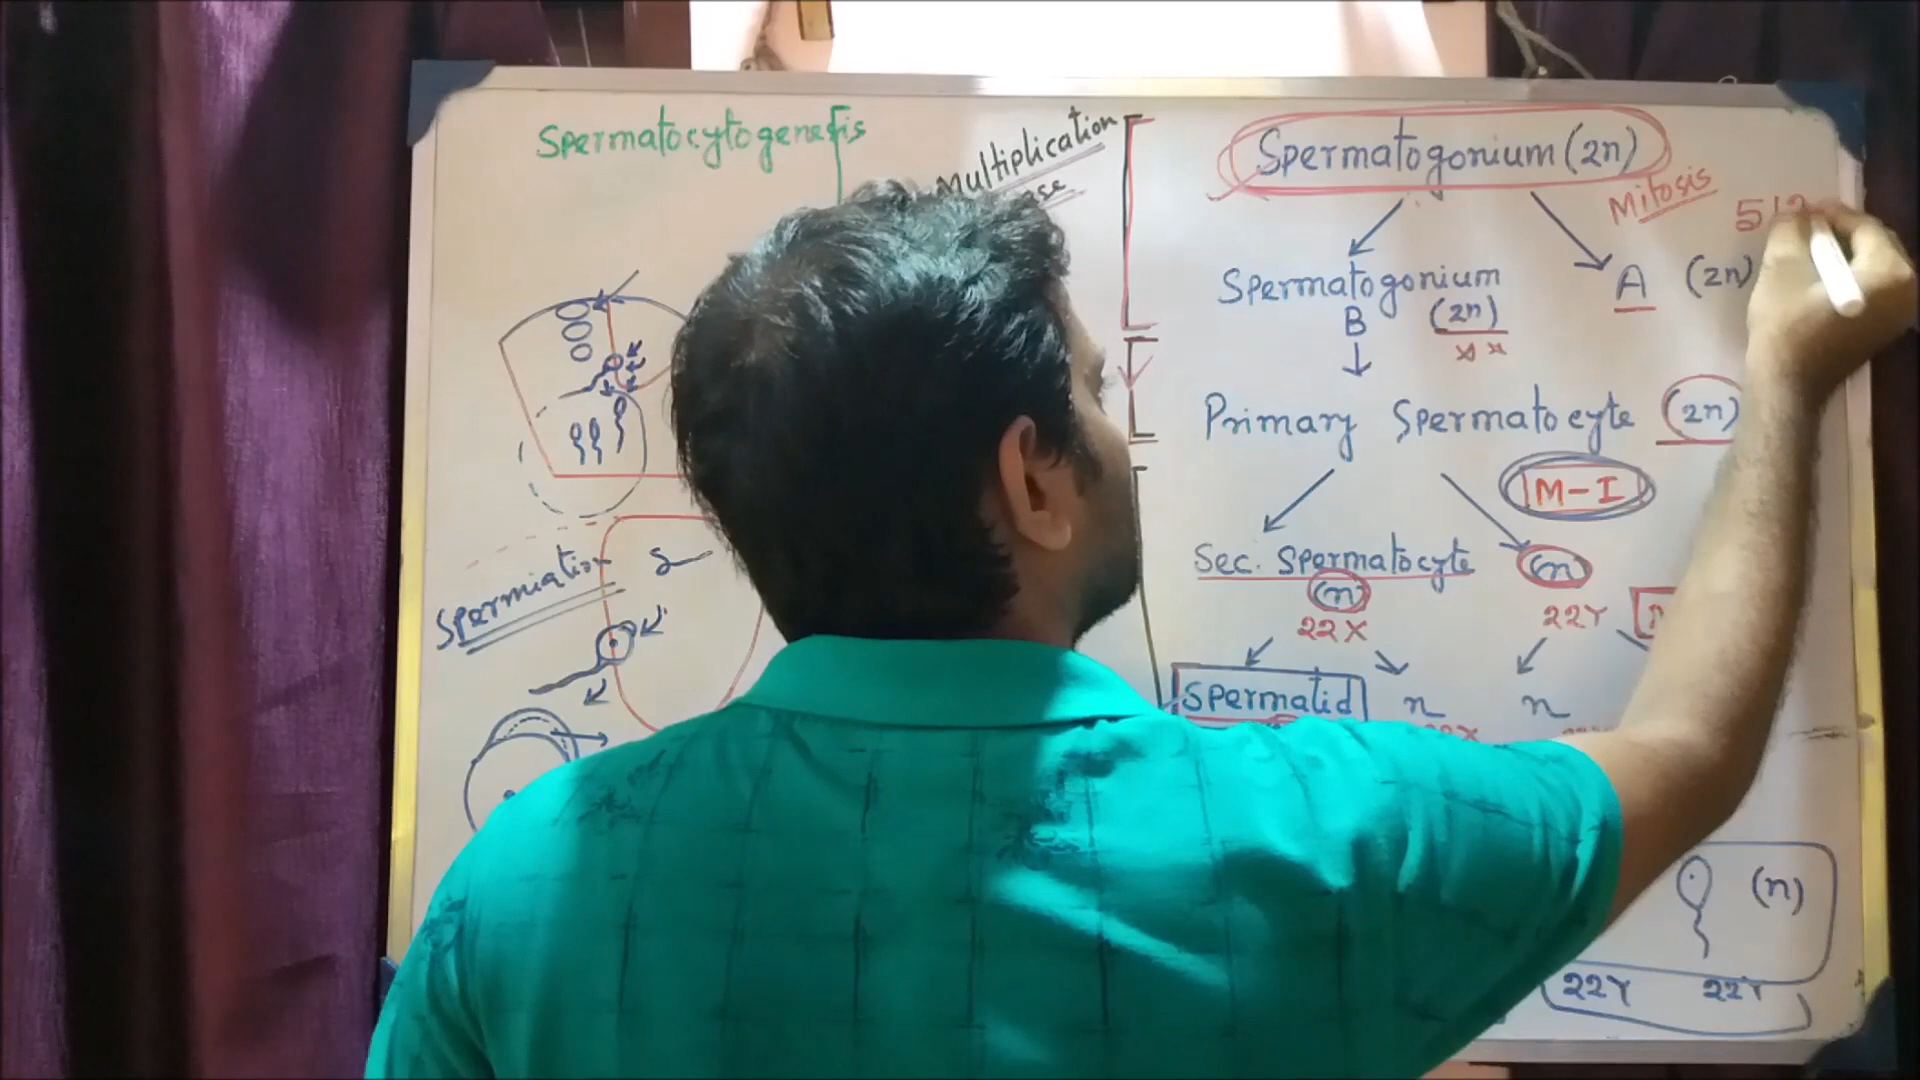 Spermatocytogenesis
Multiplication
Spermatogonium (2n)
Mitosis
512
Spermatogonium
B (2n)
A (2n)
x x
Primary Spermatocyte (2n)
M-I
Sec. Spermatocyte (n)
(n)
22X
22Y
Spermiation
S
Spermatid
n
n
(n)
22Y 22Y